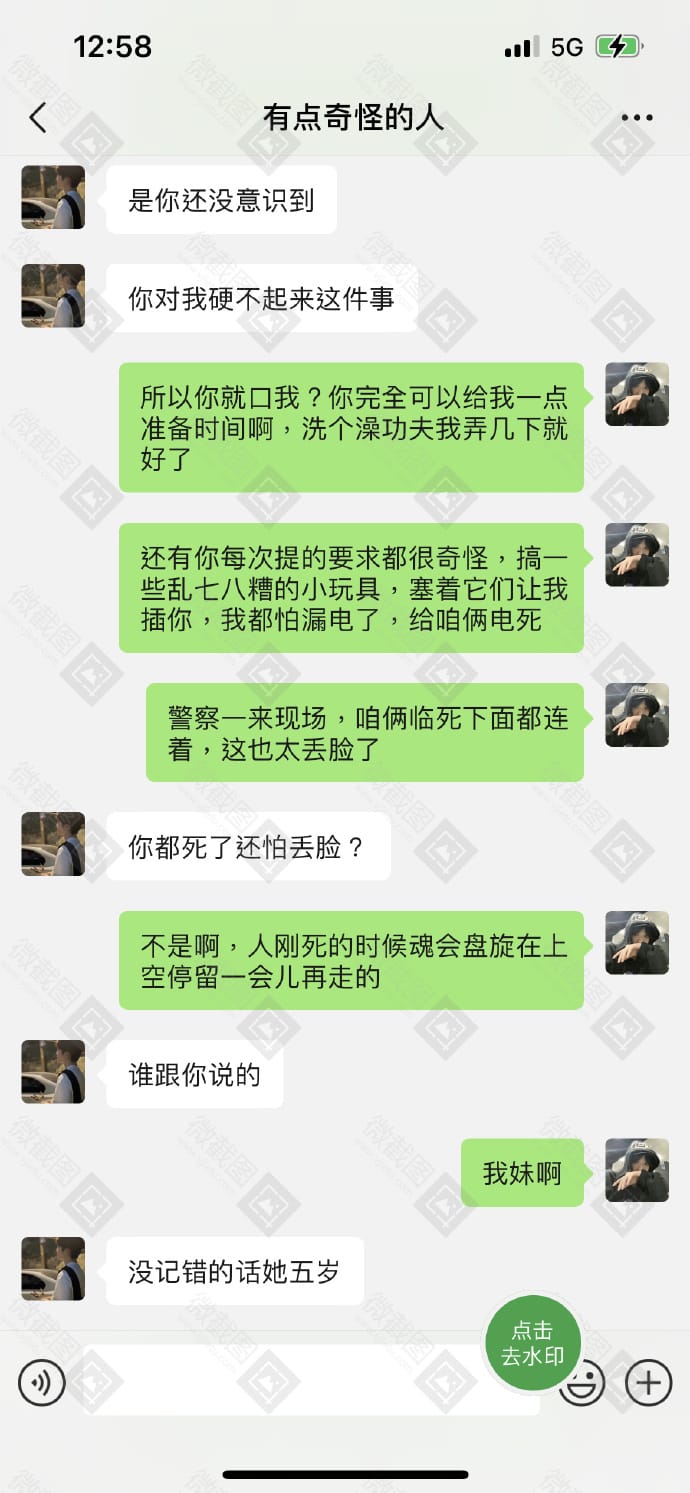 12:58
5G
有点奇怪的人
是你还没意识到
你对我硬不起来这件事
所以你就口我？你完全可以给我一点
准备时间啊，洗个澡功夫我弄几下就
好了
还有你每次提的要求都很奇怪，搞一
些乱七八糟的小玩具，塞着它们让我
插你，我都怕漏电了，给咱俩电死
警察一来现场，咱俩临死下面都连
着，这也太丢脸了
你都死了还怕丢脸？
不是啊，人刚死的时候魂会盘旋在上
空停留一会儿再走的
谁跟你说的
我妹啊
没记错的话她五岁
点击
去水印
微截图